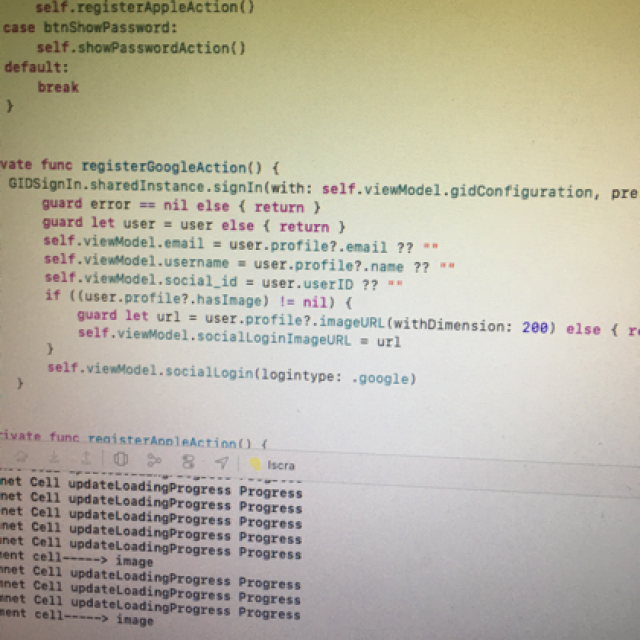 self.registerAppleAction()
case btnShowPassword:
self.showPasswordAction()
default:
break
}
vate func registerGoogleAction() {
GIDSignIn.sharedInstance.signIn(with: self.viewModel.gidConfiguration, pre
guard error == nil else { return }
guard let user = user else { return }
self.viewModel.email = user.profile?.email ?? ""
self.viewModel.username = user.profile?.name ?? ""
self.viewModel.social_id = user.userID ?? ""
if ((user.profile?.hasImage) != nil) {
guard let url = user.profile?.imageURL(withDimension: 200) else { re
self.viewModel.socialLoginImageURL = url
}
self.viewModel.socialLogin(logintype: .google)
}
rivate func registerAppleAction() {
Iscra
net Cell updateLoadingProgress Progress
net Cell updateLoadingProgress Progress
net Cell updateLoadingProgress Progress
net Cell updateLoadingProgress Progress
net Cell updateLoadingProgress Progress
ent cell-----> image
net Cell updateLoadingProgress Progress
net Cell updateLoadingProgress Progress
net Cell updateLoadingProgress Progress
ent cell-----> image